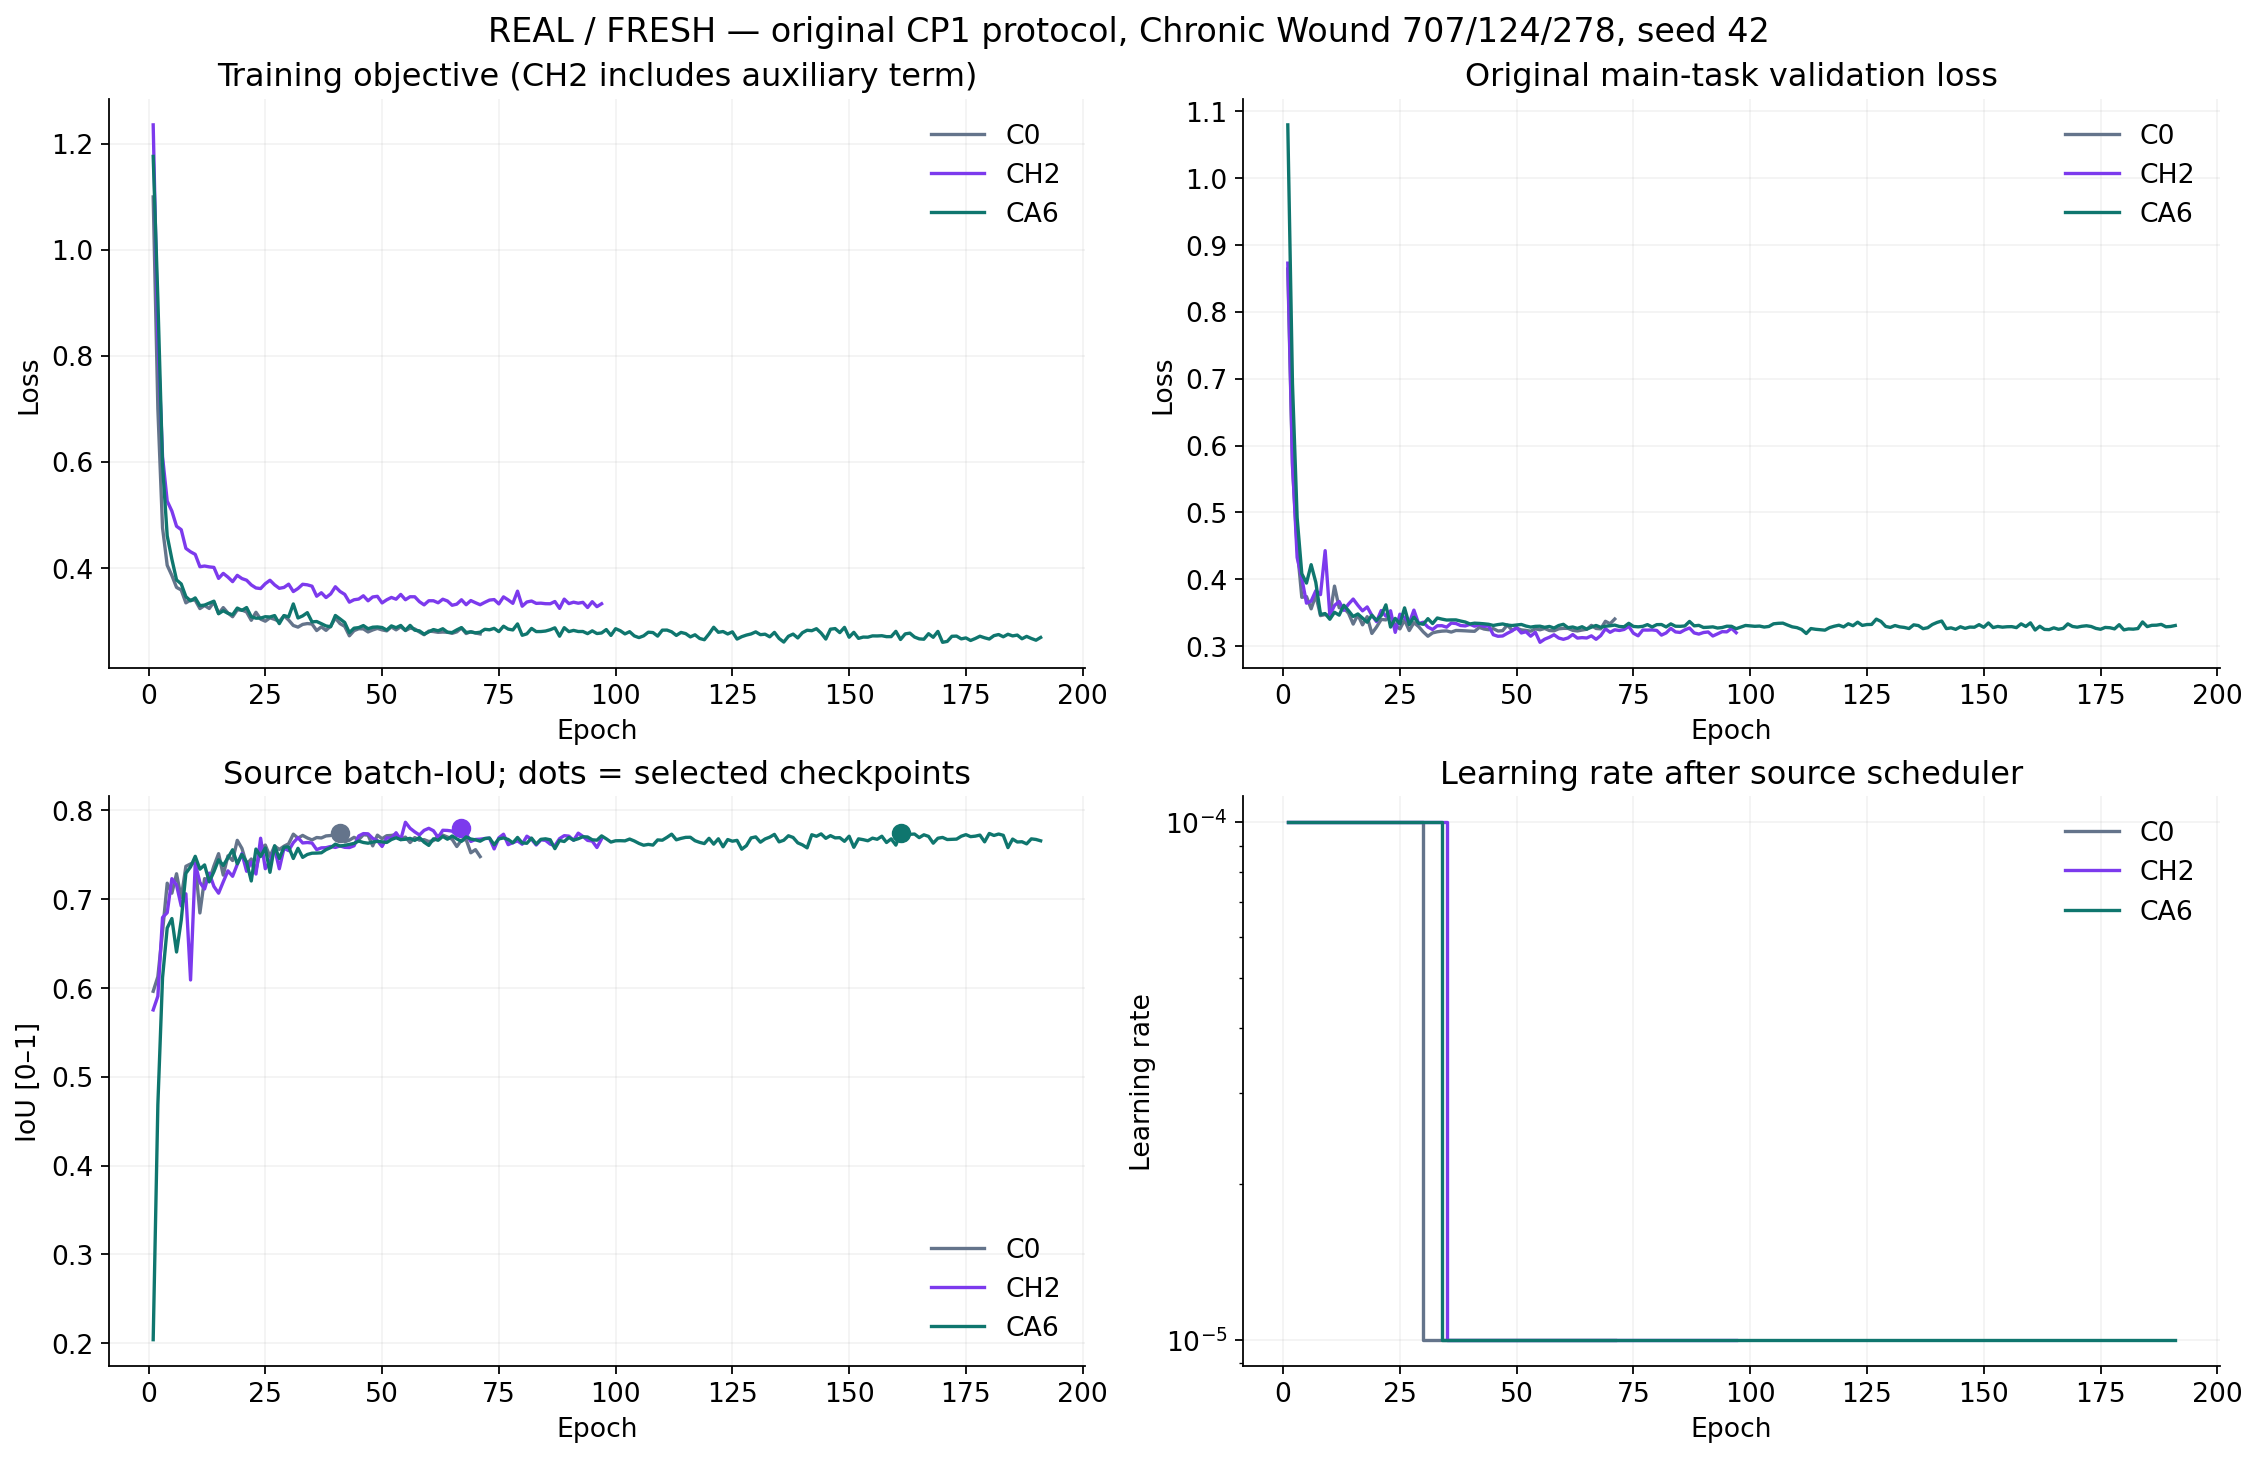 REAL / FRESH — original CP1 protocol, Chronic Wound 707/124/278, seed 42
Training objective (CH2 includes auxiliary term)
Loss
1.2
1.0
0.8
0.6
0.4
C0
CH2
CA6
0 25 50 75 100 125 150 175 200
Epoch
Original main-task validation loss
Loss
1.1
1.0
0.9
0.8
0.7
0.6
0.5
0.4
0.3
C0
CH2
CA6
0 25 50 75 100 125 150 175 200
Epoch
Source batch-IoU; dots = selected checkpoints
IoU [0–1]
0.8
0.7
0.6
0.5
0.4
0.3
0.2
C0
CH2
CA6
0 25 50 75 100 125 150 175 200
Epoch
Learning rate after source scheduler
Learning rate
10⁻⁴
10⁻⁵
C0
CH2
CA6
0 25 50 75 100 125 150 175 200
Epoch